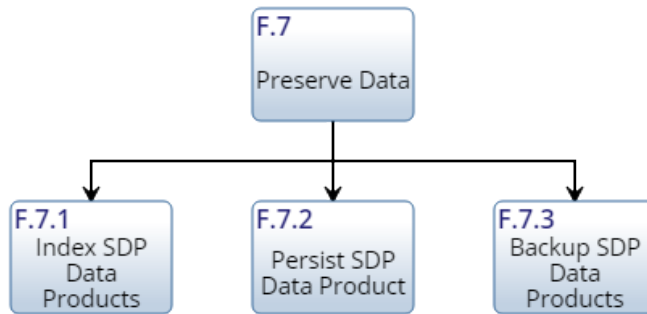 F.7
Preserve Data
F.7.1
Index SDP
Data
Products
F.7.2
Persist SDP
Data Product
F.7.3
Backup SDP
Data
Products